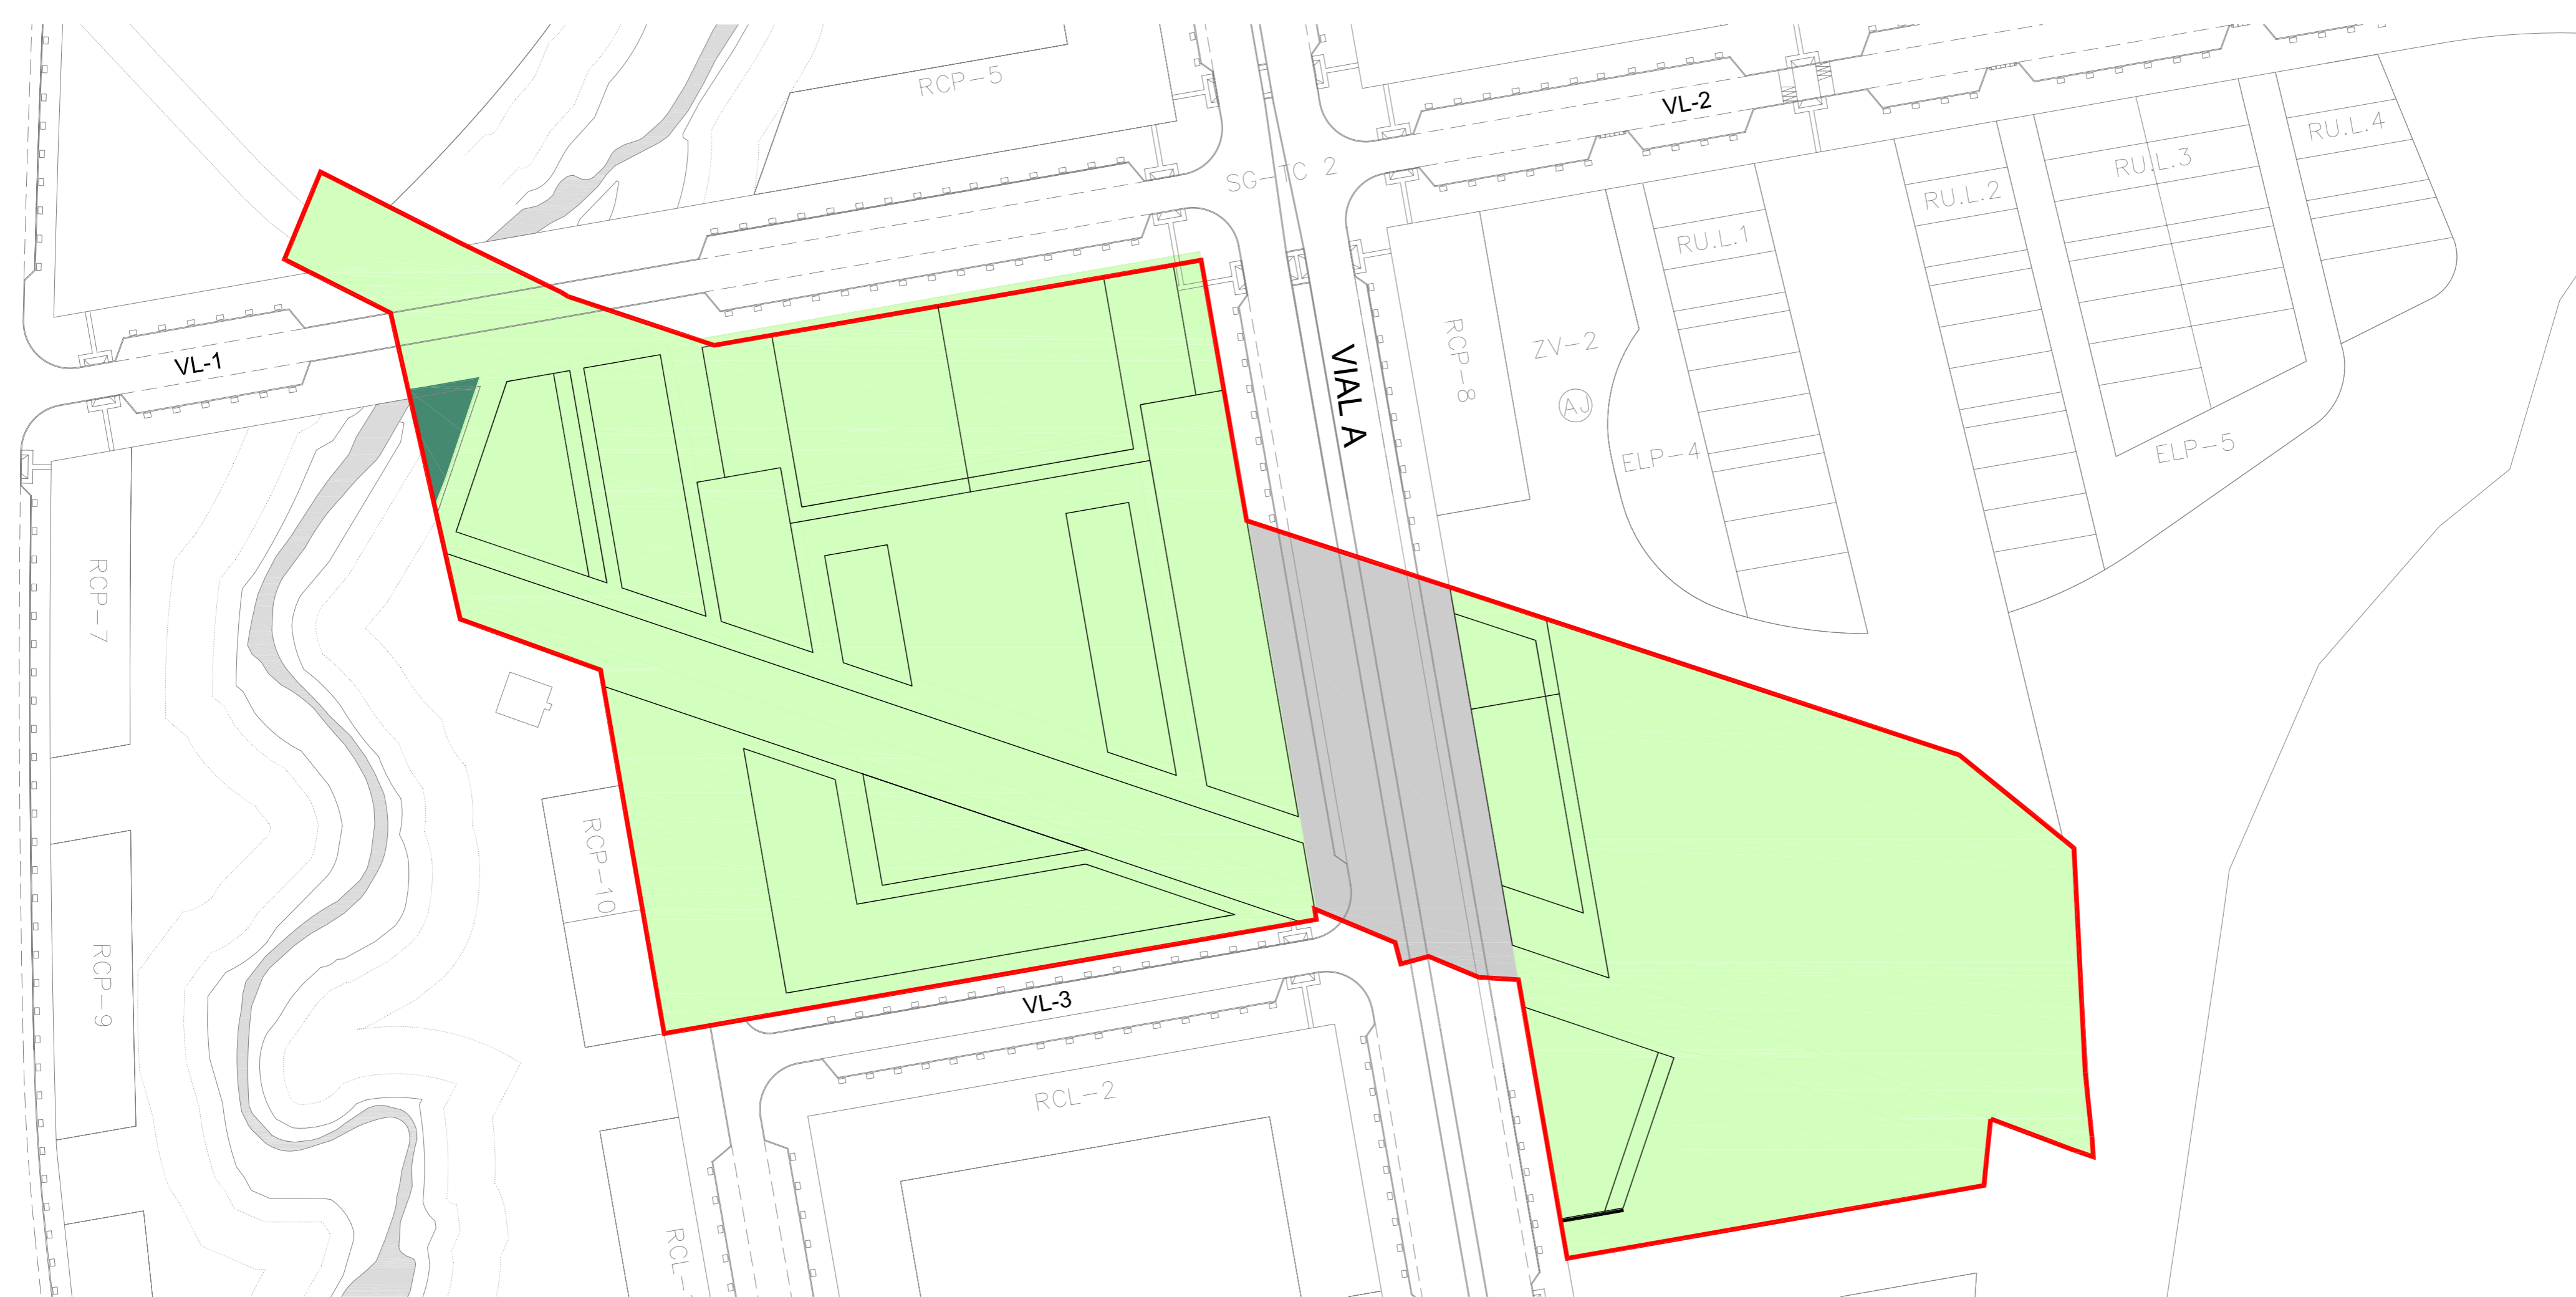 RCP-5
VL-2
RU.L.4
RU.L.3
SG-TC 2
RU.L.2
RU.L.1
VL-1
VIAL A
RCP-8
ZV-2
AJ
ELP-4
ELP-5
RCP-7
RCP-10
RCP-9
VL-3
RCL-2
RCL-